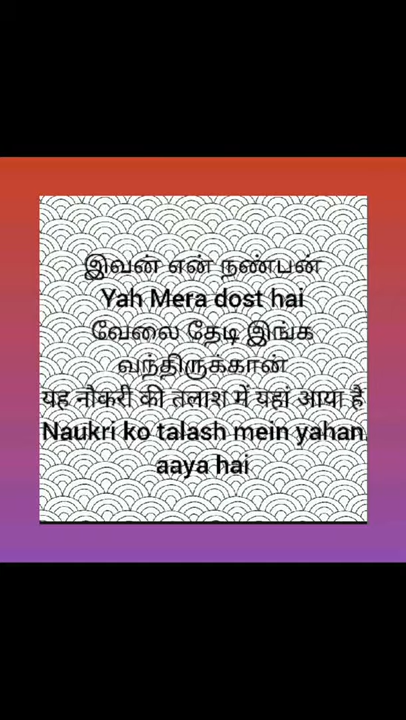 இவன் என் நண்பன்
Yah Mera dost hai
வேலை தேடி இங்க
வந்திருக்கான்
यह नौकरी की तलाश में यहां आया है
Naukri ko talash mein yahan
aaya hai